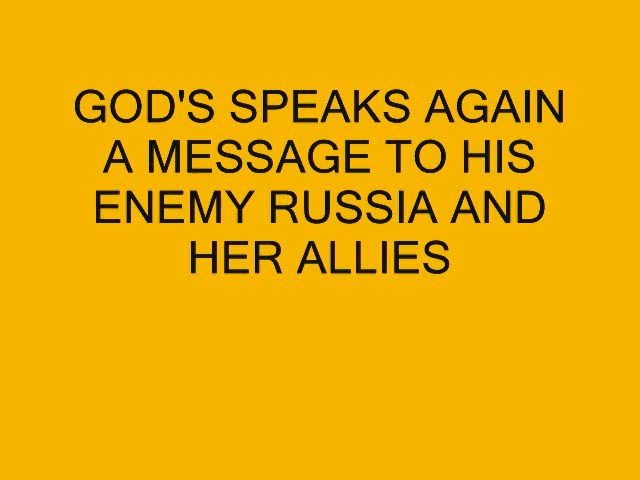 GOD'S SPEAKS AGAIN
A MESSAGE TO HIS
ENEMY RUSSIA AND
HER ALLIES